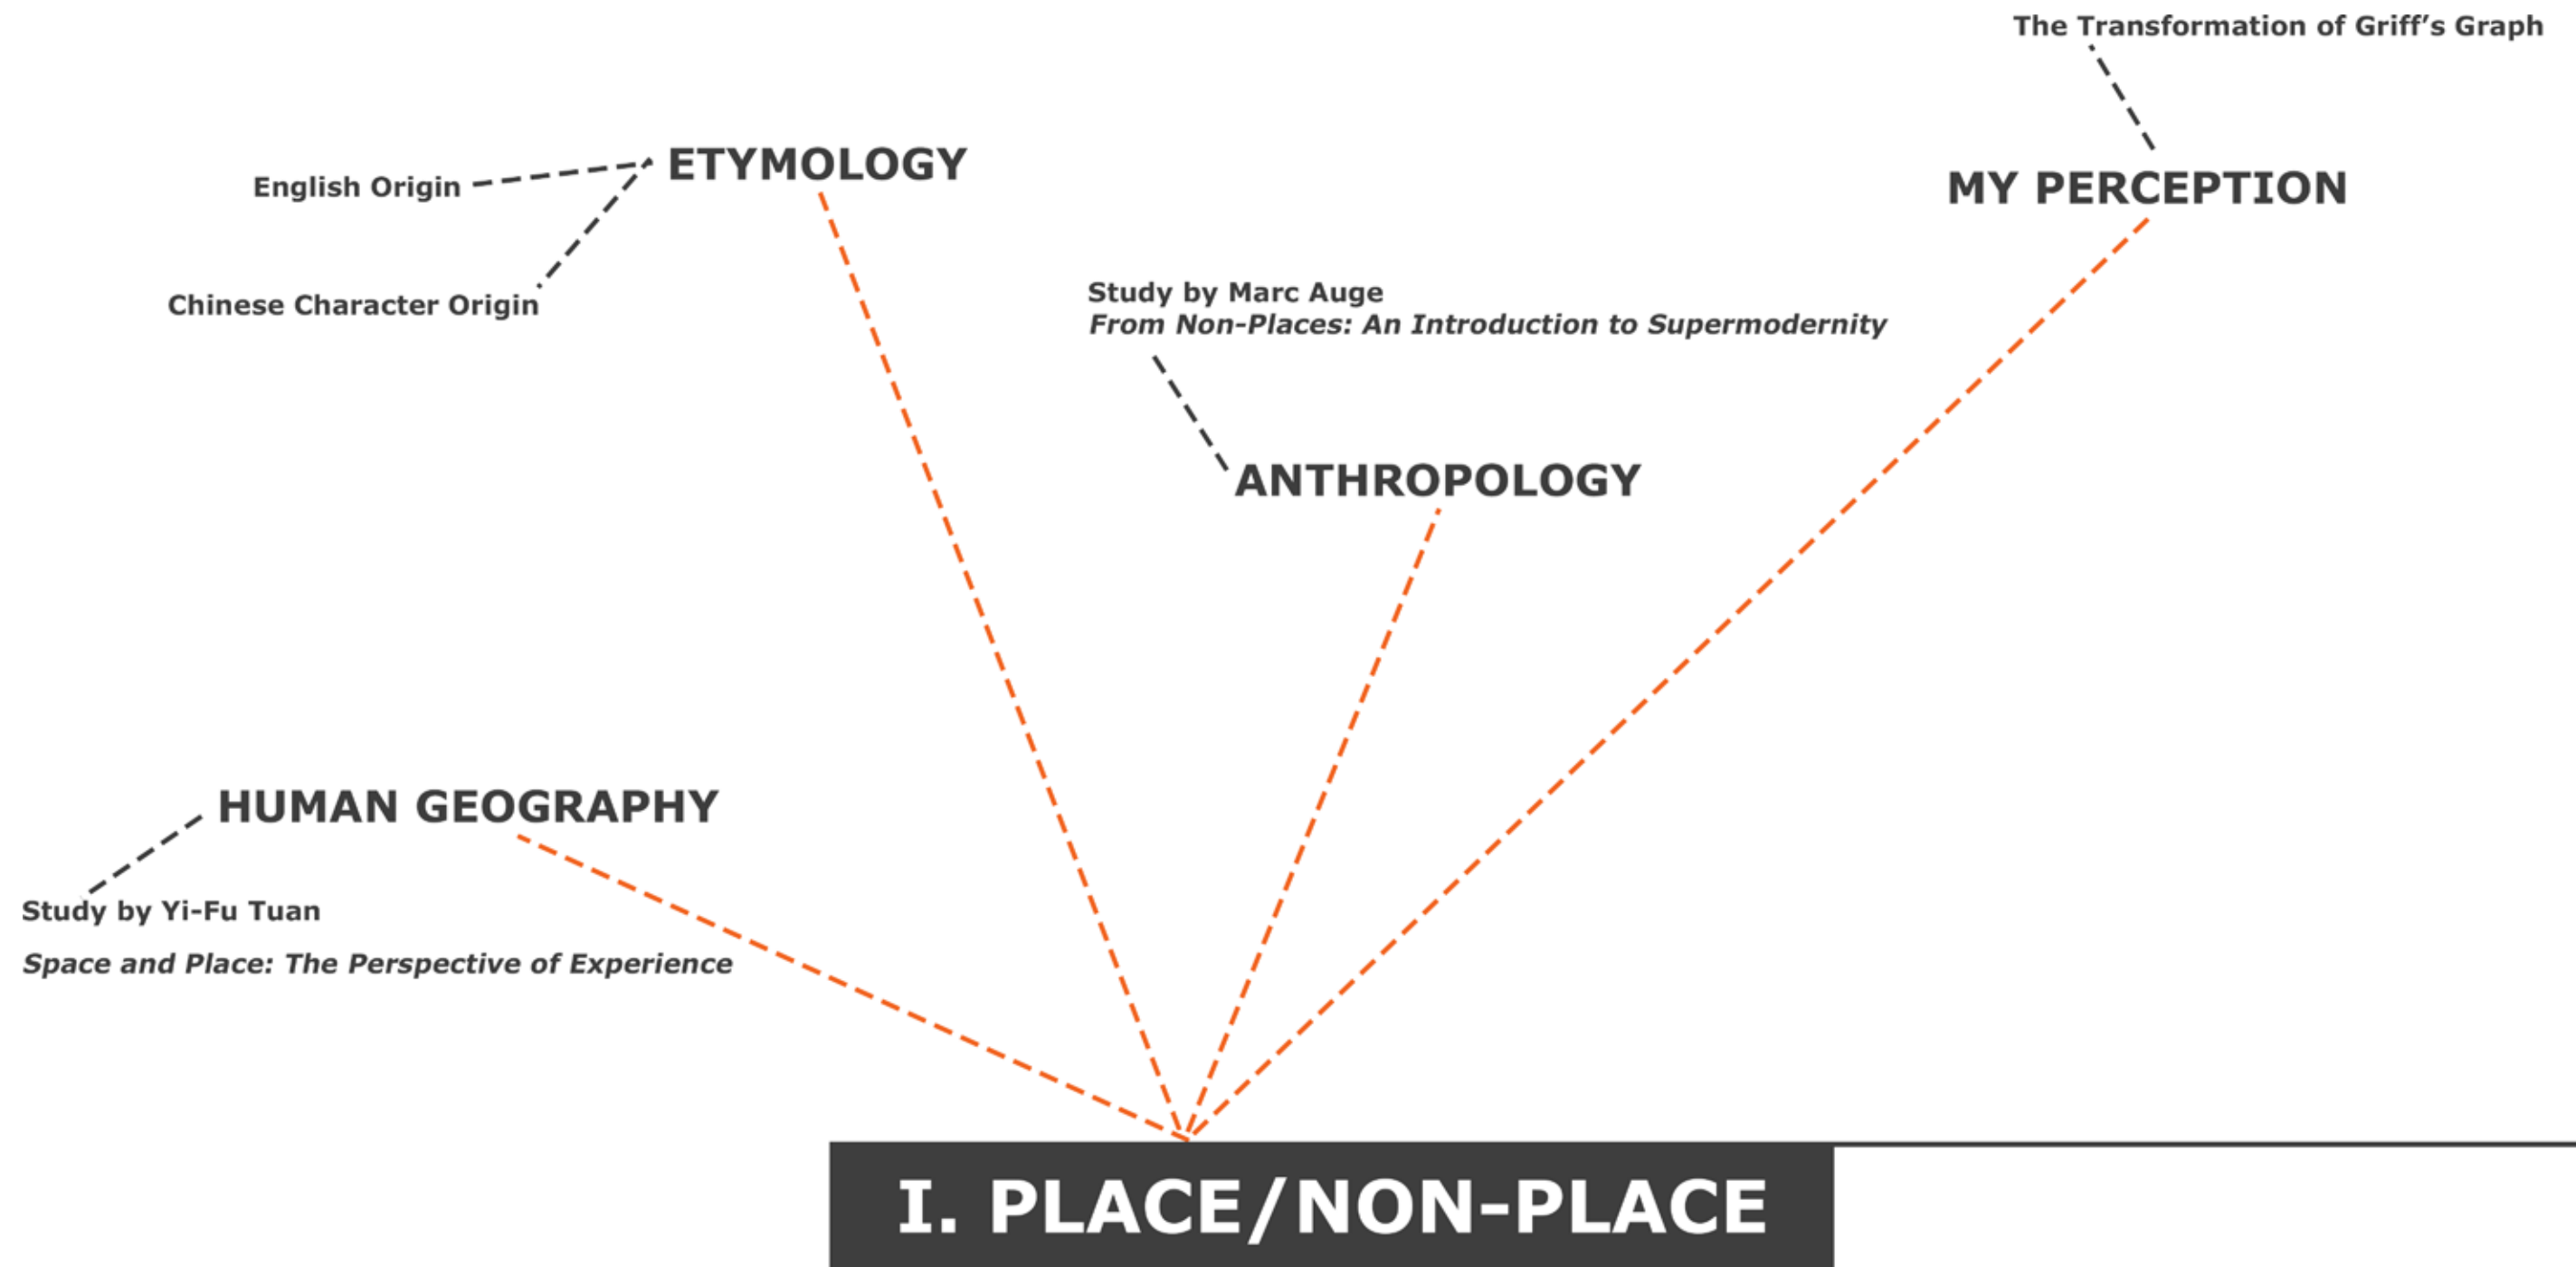 The Transformation of Griff’s Graph
ETYMOLOGY
English Origin
Chinese Character Origin
MY PERCEPTION
Study by Marc Auge
From Non-Places: An Introduction to Supermodernity
ANTHROPOLOGY
HUMAN GEOGRAPHY
Study by Yi-Fu Tuan
Space and Place: The Perspective of Experience
I. PLACE/NON-PLACE